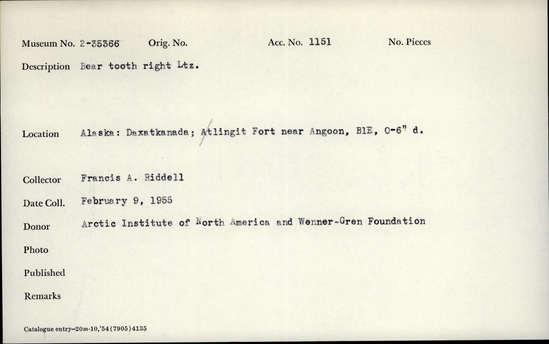 Museum No. 2-35366 Orig. No. Acc. No. 1151 No. Pieces
Description Bear tooth right Ltz.
Location Alaska: Daxatkanada; Atlingit Fort near Angoon, B1E, 0-6" d.
Collector Francis A. Riddell
Date Coll. February 9, 1955
Donor Arctic Institute of North America and Wenner-Gren Foundation
Photo
Published
Remarks
Catalogue entry—20m-10,'54 (7905) 4135